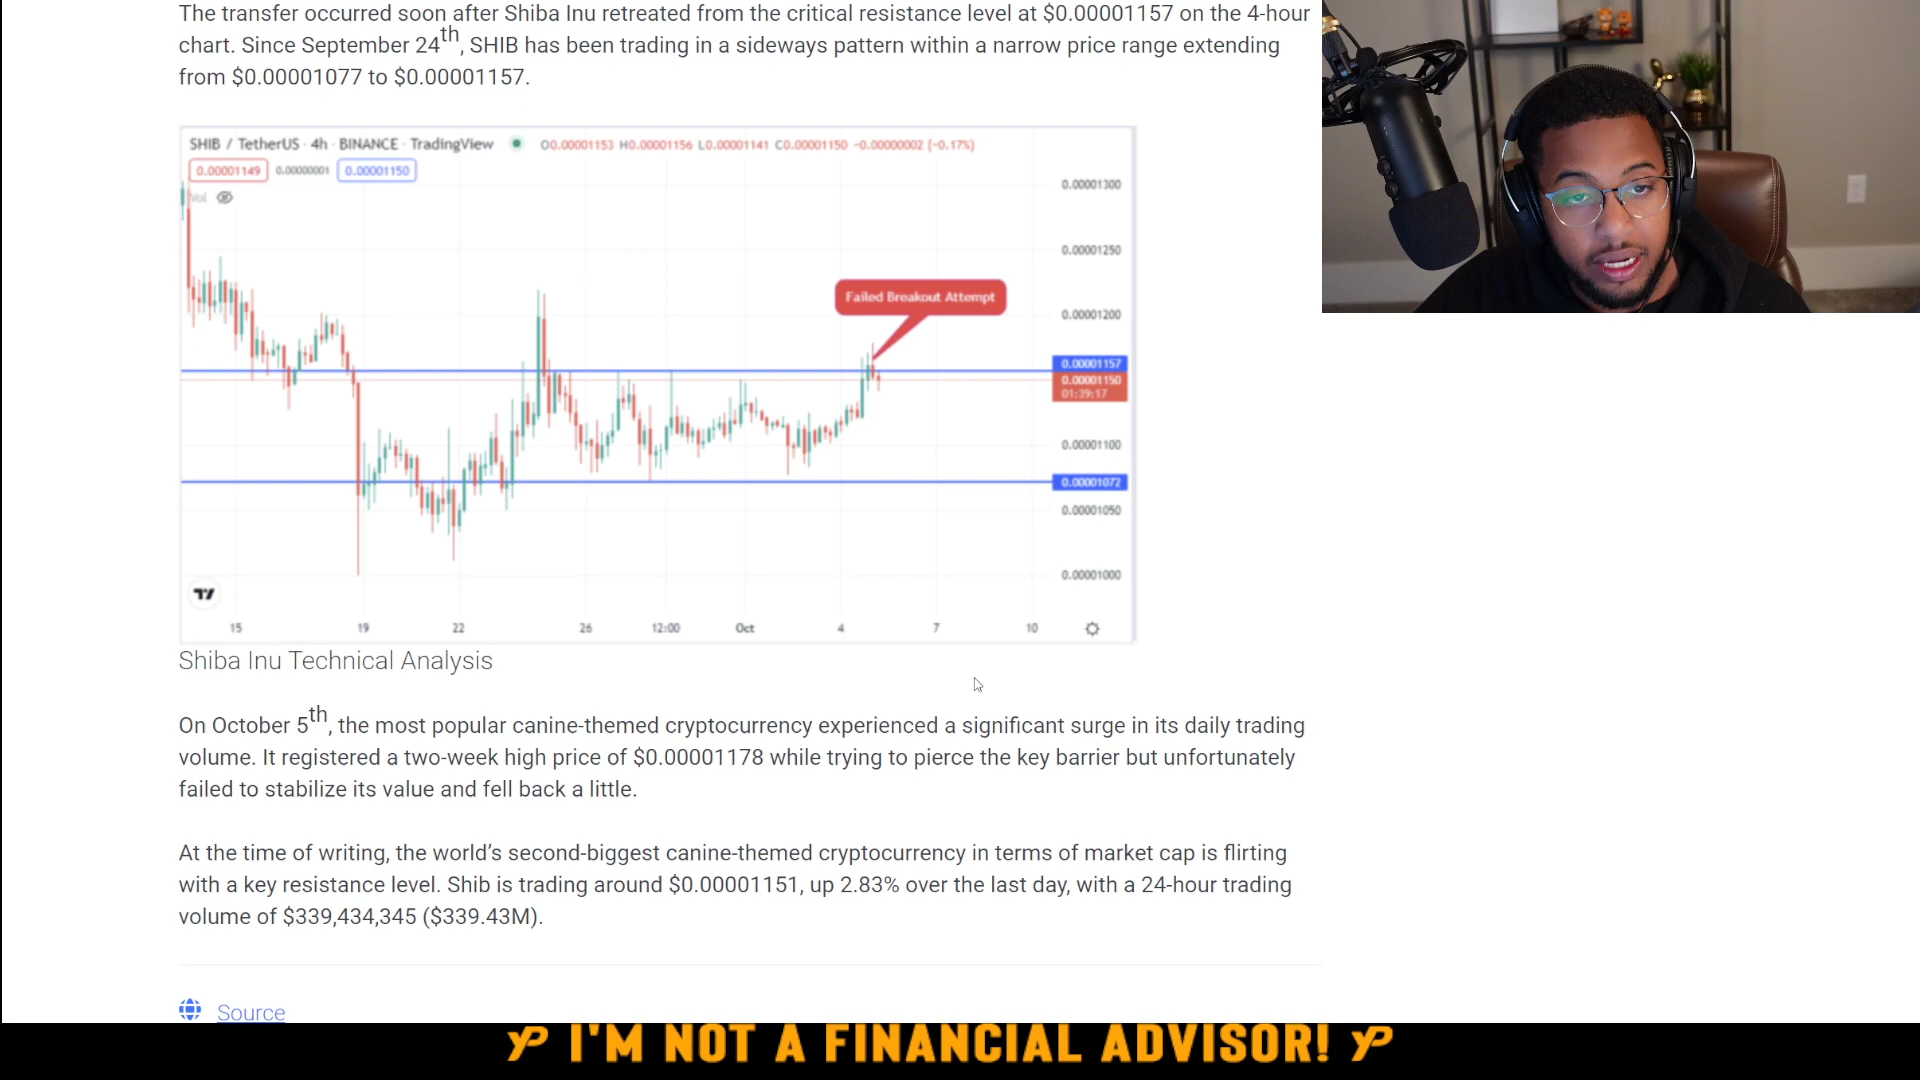 The transfer occurred soon after Shiba Inu retreated from the critical resistance level at $0.00001157 on the 4-hour
chart. Since September 24th, SHIB has been trading in a sideways pattern within a narrow price range extending
from $0.00001077 to $0.00001157.
SHIB / TetherUS · 4h · BINANCE · TradingView O0.00001153 H0.00001156 L0.00001141 C0.00001150 −0.00000002 (−0.17%)
0.00001149 0.00000001 0.00001150
Vol
0.00001300
0.00001250
Failed Breakout Attempt
0.00001200
0.00001157
0.00001150
01:39:17
0.00001100
0.00001072
0.00001050
0.00001000
15 19 22 26 12:00 Oct 4 7 10
Shiba Inu Technical Analysis
On October 5th, the most popular canine-themed cryptocurrency experienced a significant surge in its daily trading
volume. It registered a two-week high price of $0.00001178 while trying to pierce the key barrier but unfortunately
failed to stabilize its value and fell back a little.
At the time of writing, the world's second-biggest canine-themed cryptocurrency in terms of market cap is flirting
with a key resistance level. Shib is trading around $0.00001151, up 2.83% over the last day, with a 24-hour trading
volume of $339,434,345 ($339.43M).
Source
YP I'M NOT A FINANCIAL ADVISOR! YP